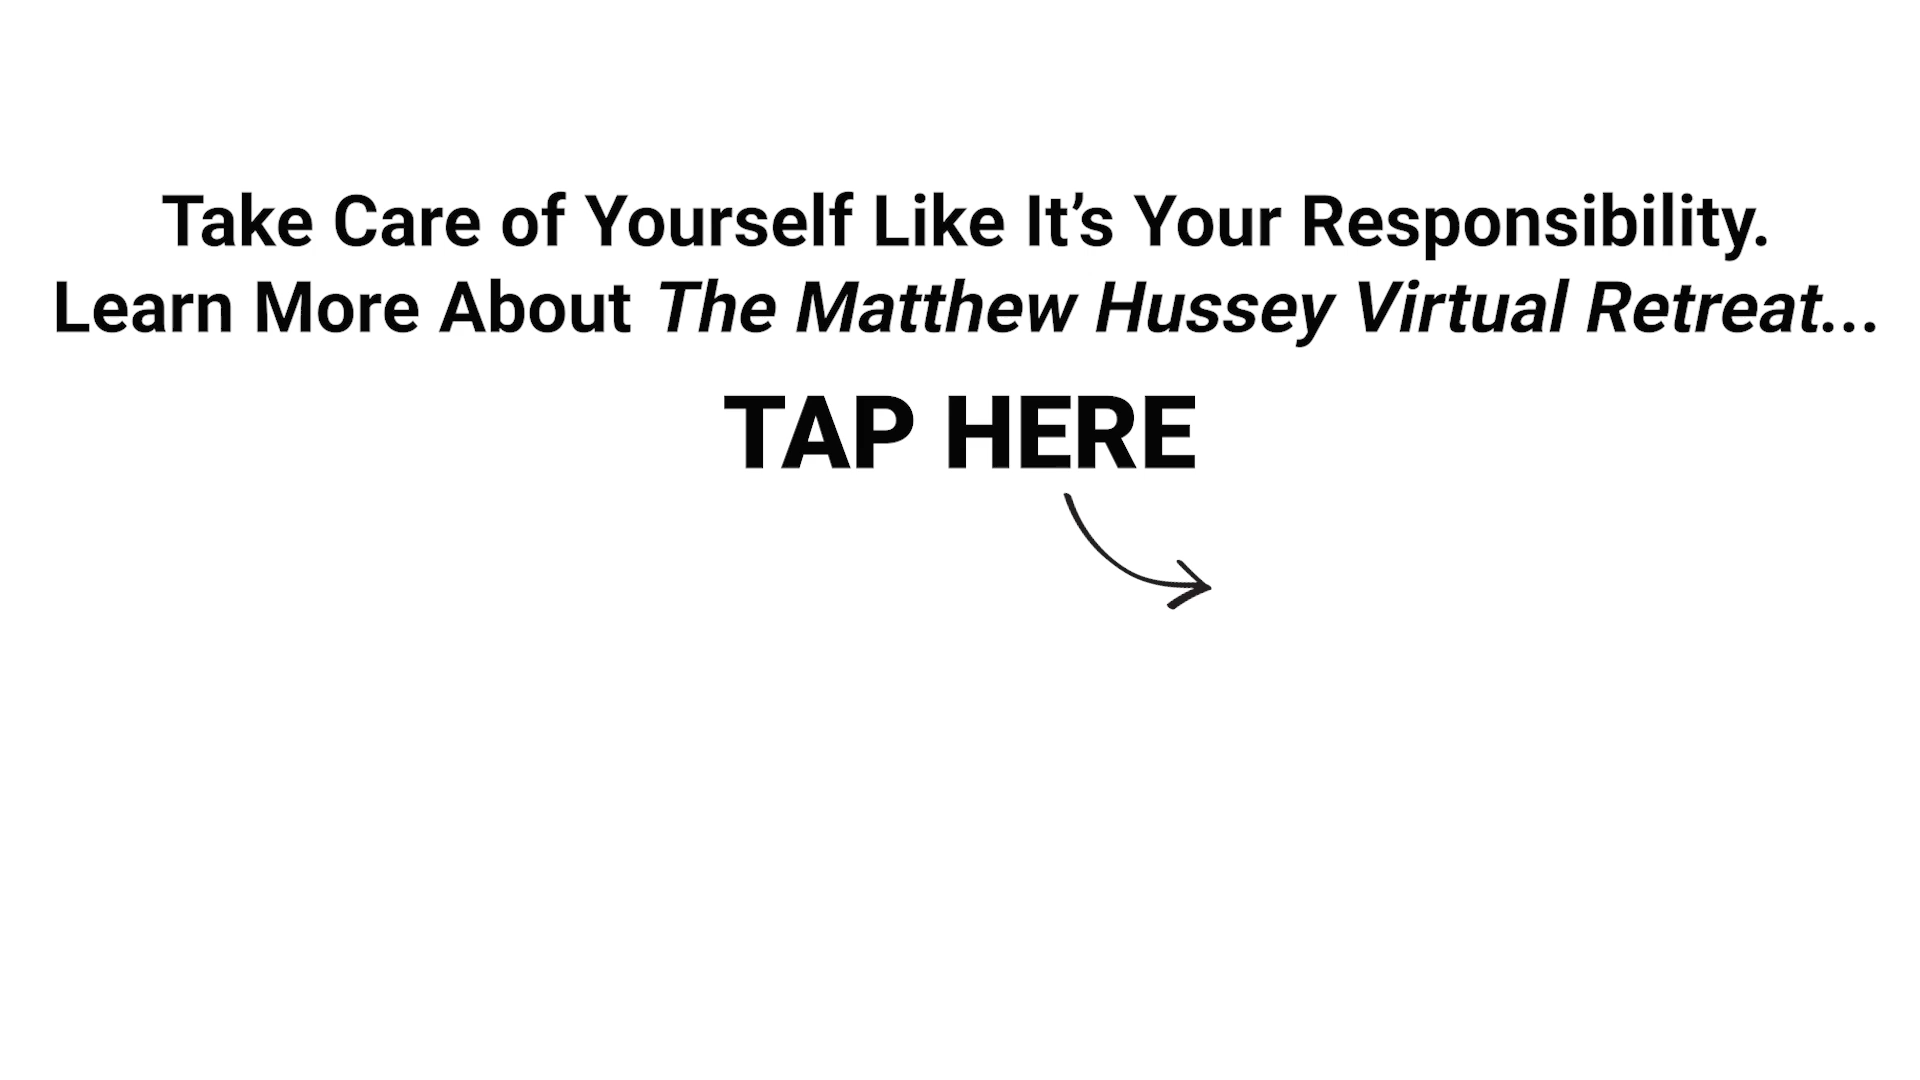 Take Care of Yourself Like It’s Your Responsibility.
Learn More About The Matthew Hussey Virtual Retreat...
TAP HERE